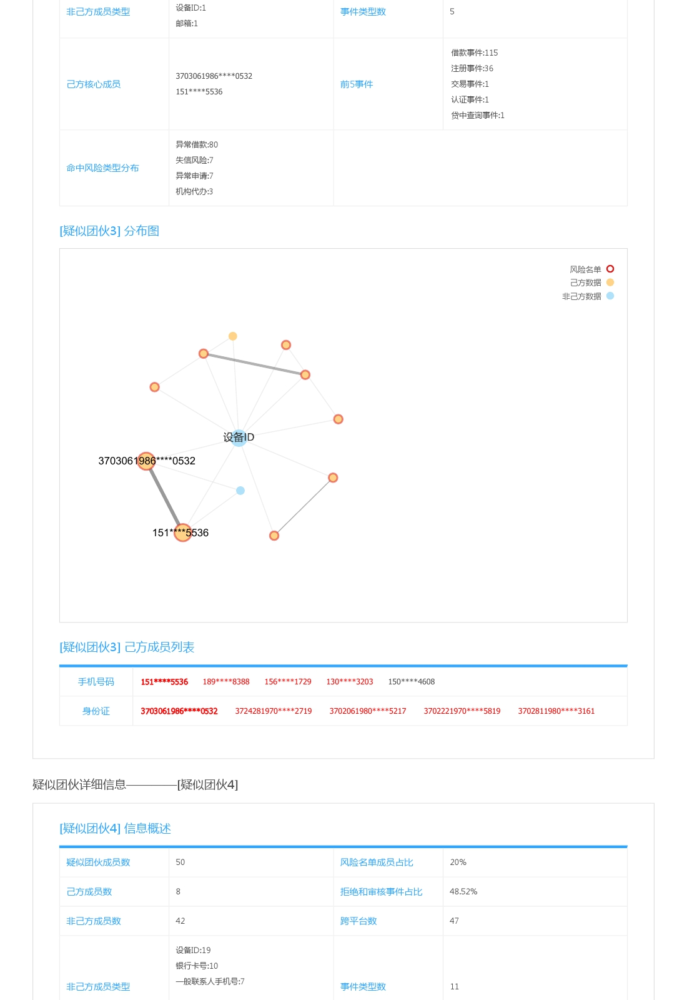 非己方成员类型
设备ID:1
邮箱:1
事件类型数
5
己方核心成员
3703061986****0532
151****5536
前5事件
借款事件:115
注册事件:36
交易事件:1
认证事件:1
贷中查询事件:1
命中风险类型分布
异常借款:80
失信风险:7
异常申请:7
机构代办:3
[疑似团伙3] 分布图
风险名单
己方数据
非己方数据
设备ID
3703061986****0532
151****5536
[疑似团伙3] 己方成员列表
手机号码 151****5536 189****8388 156****1729 130****3203 150****4608
身份证 3703061986****0532 3724281970****2719 3702061980****5217 3702221970****5819 3702811980****3161
疑似团伙详细信息————[疑似团伙4]
[疑似团伙4] 信息概述
疑似团伙成员数 50 风险名单成员占比 20%
己方成员数 8 拒绝和审核事件占比 48.52%
非己方成员数 42 跨平台数 47
非己方成员类型
设备ID:19
银行卡号:10
一般联系人手机号:7
事件类型数
11